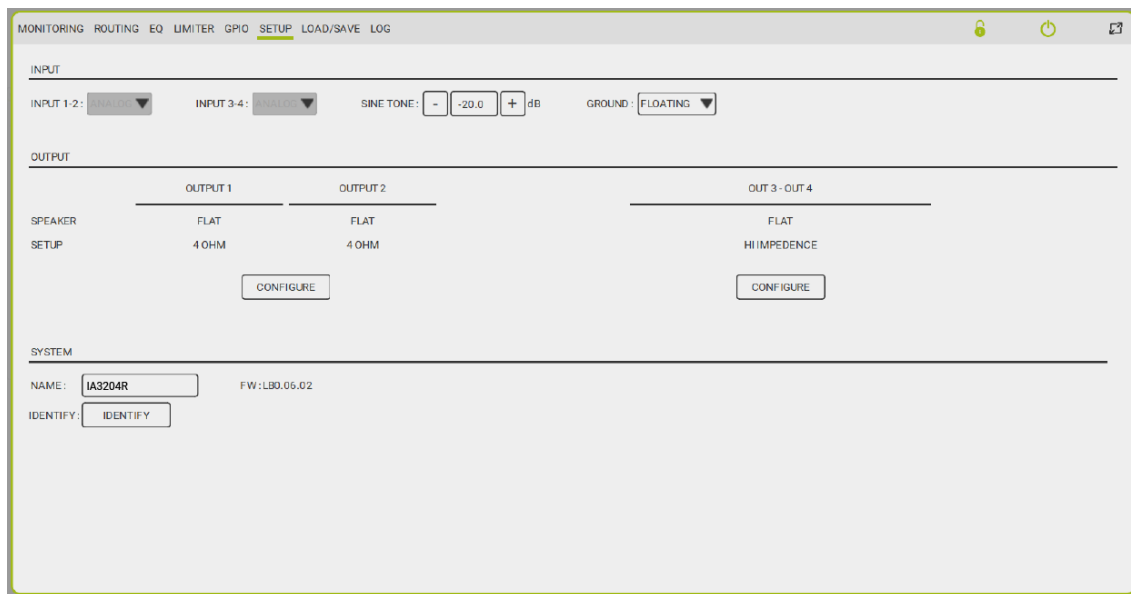 MONITORING ROUTING EQ LIMITER GPIO SETUP LOAD/SAVE LOG
INPUT
INPUT 1-2: ANALOG INPUT 3-4: ANALOG SINE TONE: - -20.0 + dB GROUND: FLOATING
OUTPUT
OUTPUT 1 OUTPUT 2 OUT 3 - OUT 4
SPEAKER FLAT FLAT FLAT
SETUP 4 OHM 4 OHM HI IMPEDENCE
CONFIGURE CONFIGURE
SYSTEM
NAME: IA3204R FW:LB0.06.02
IDENTIFY: IDENTIFY